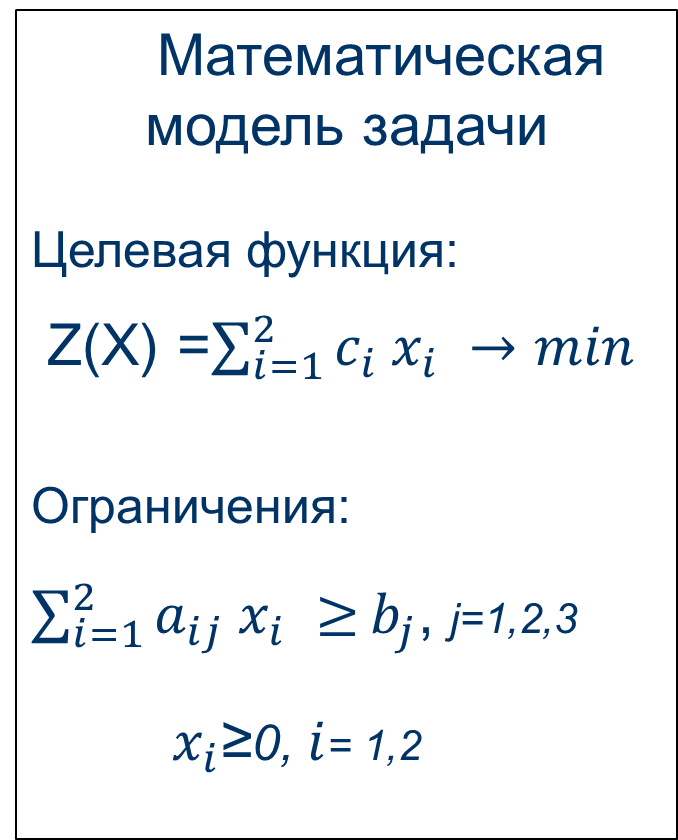 Математическая
модель задачи
Целевая функция:
Z(X) =∑²ᵢ₌₁ cᵢ xᵢ → min
Ограничения:
∑²ᵢ₌₁ aᵢⱼ xᵢ ≥ bⱼ, j=1,2,3
xᵢ≥0, i= 1,2